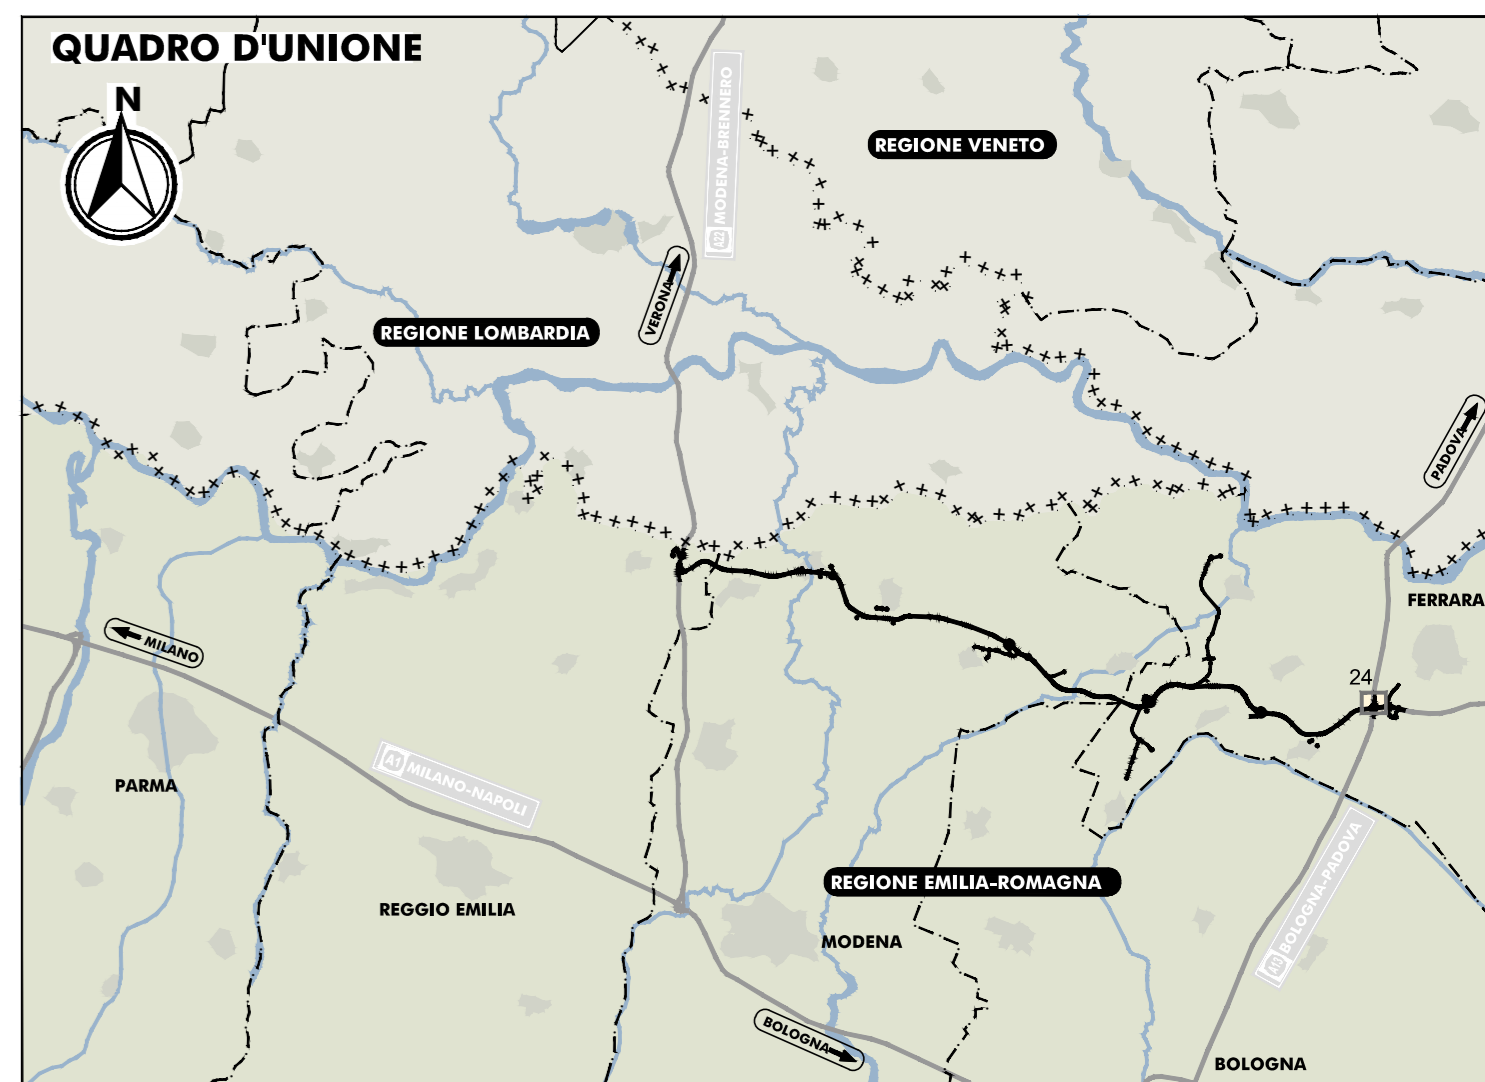 QUADRO D'UNIONE
N
A22 MODENA-BRENNERO
REGIONE VENETO
VERONA
REGIONE LOMBARDIA
PADOVA
FERRARA
MILANO
24
PARMA
A1 MILANO-NAPOLI
REGIONE EMILIA-ROMAGNA
A13 BOLOGNA-PADOVA
REGGIO EMILIA
MODENA
BOLOGNA
BOLOGNA